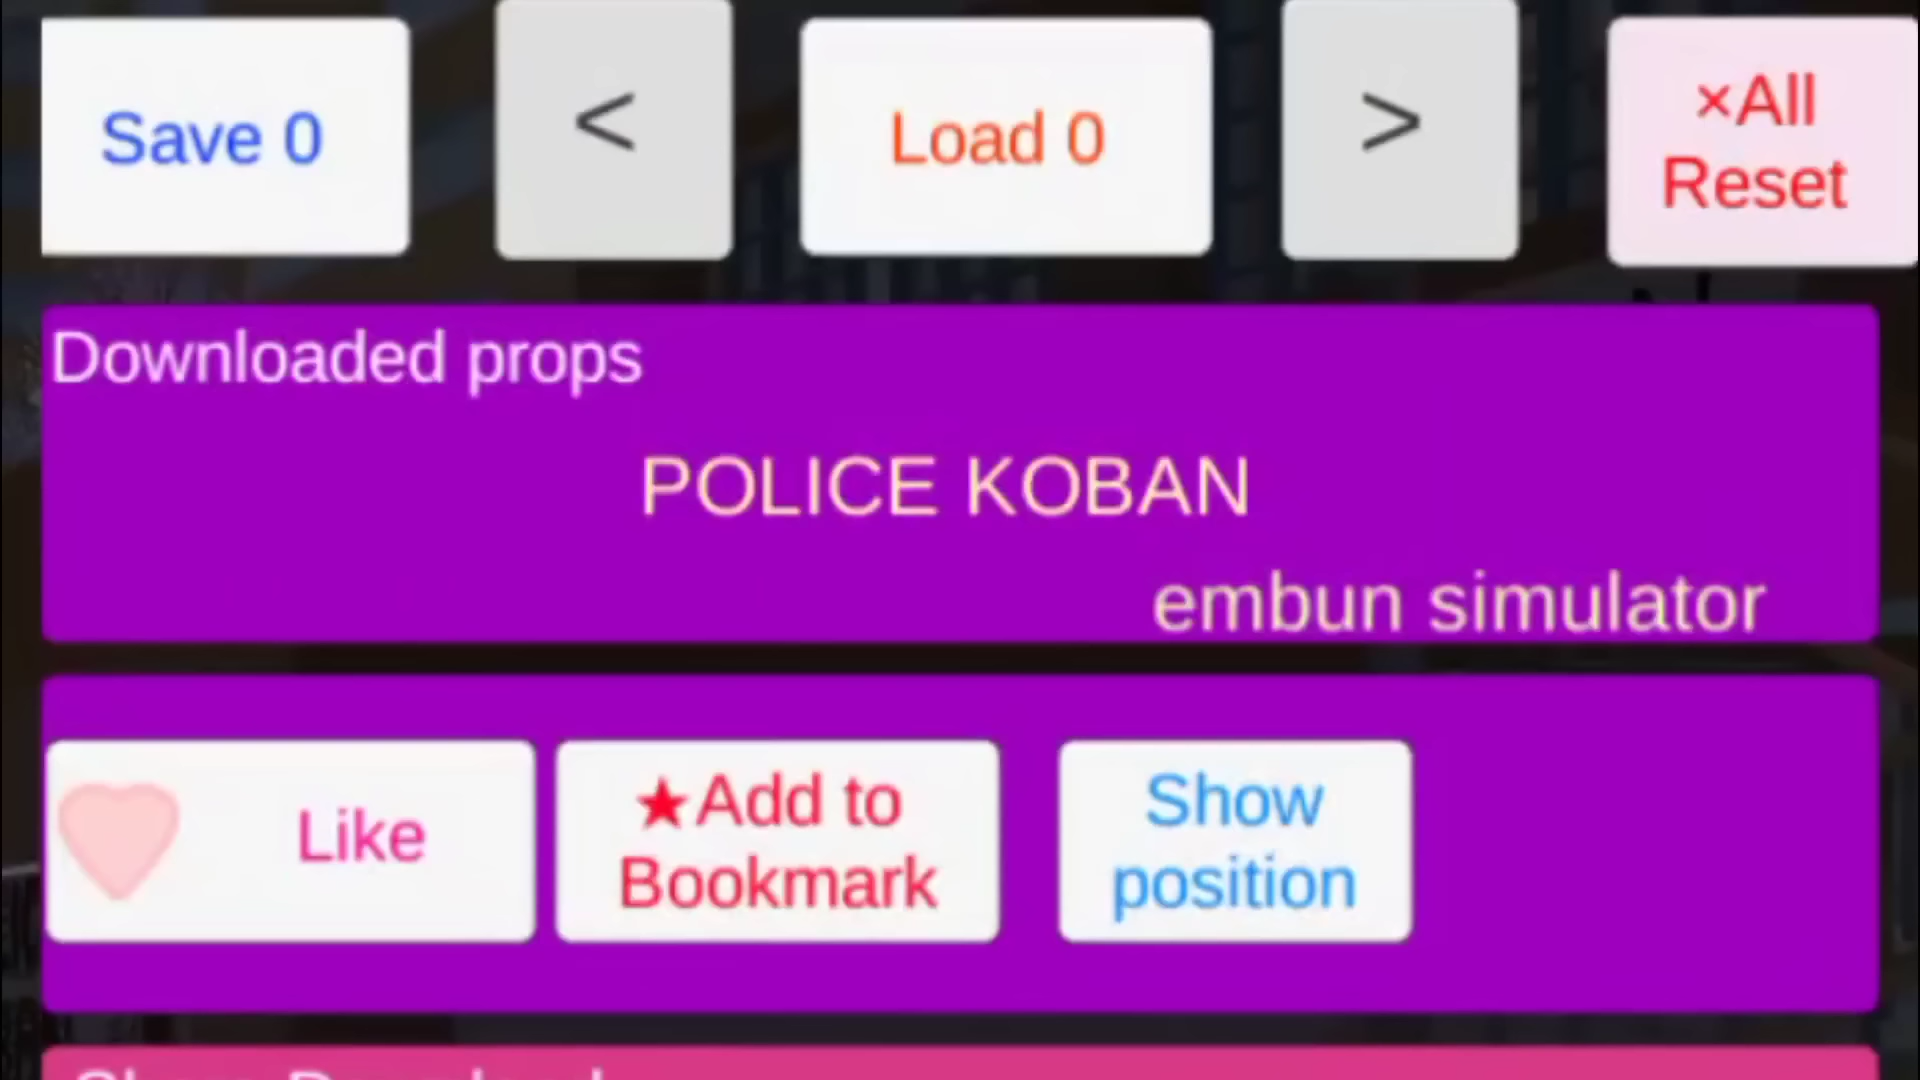 Save 0
<
Load 0
>
×All
Reset
Downloaded props
POLICE KOBAN
embun simulator
Like
★Add to
Bookmark
Show
position